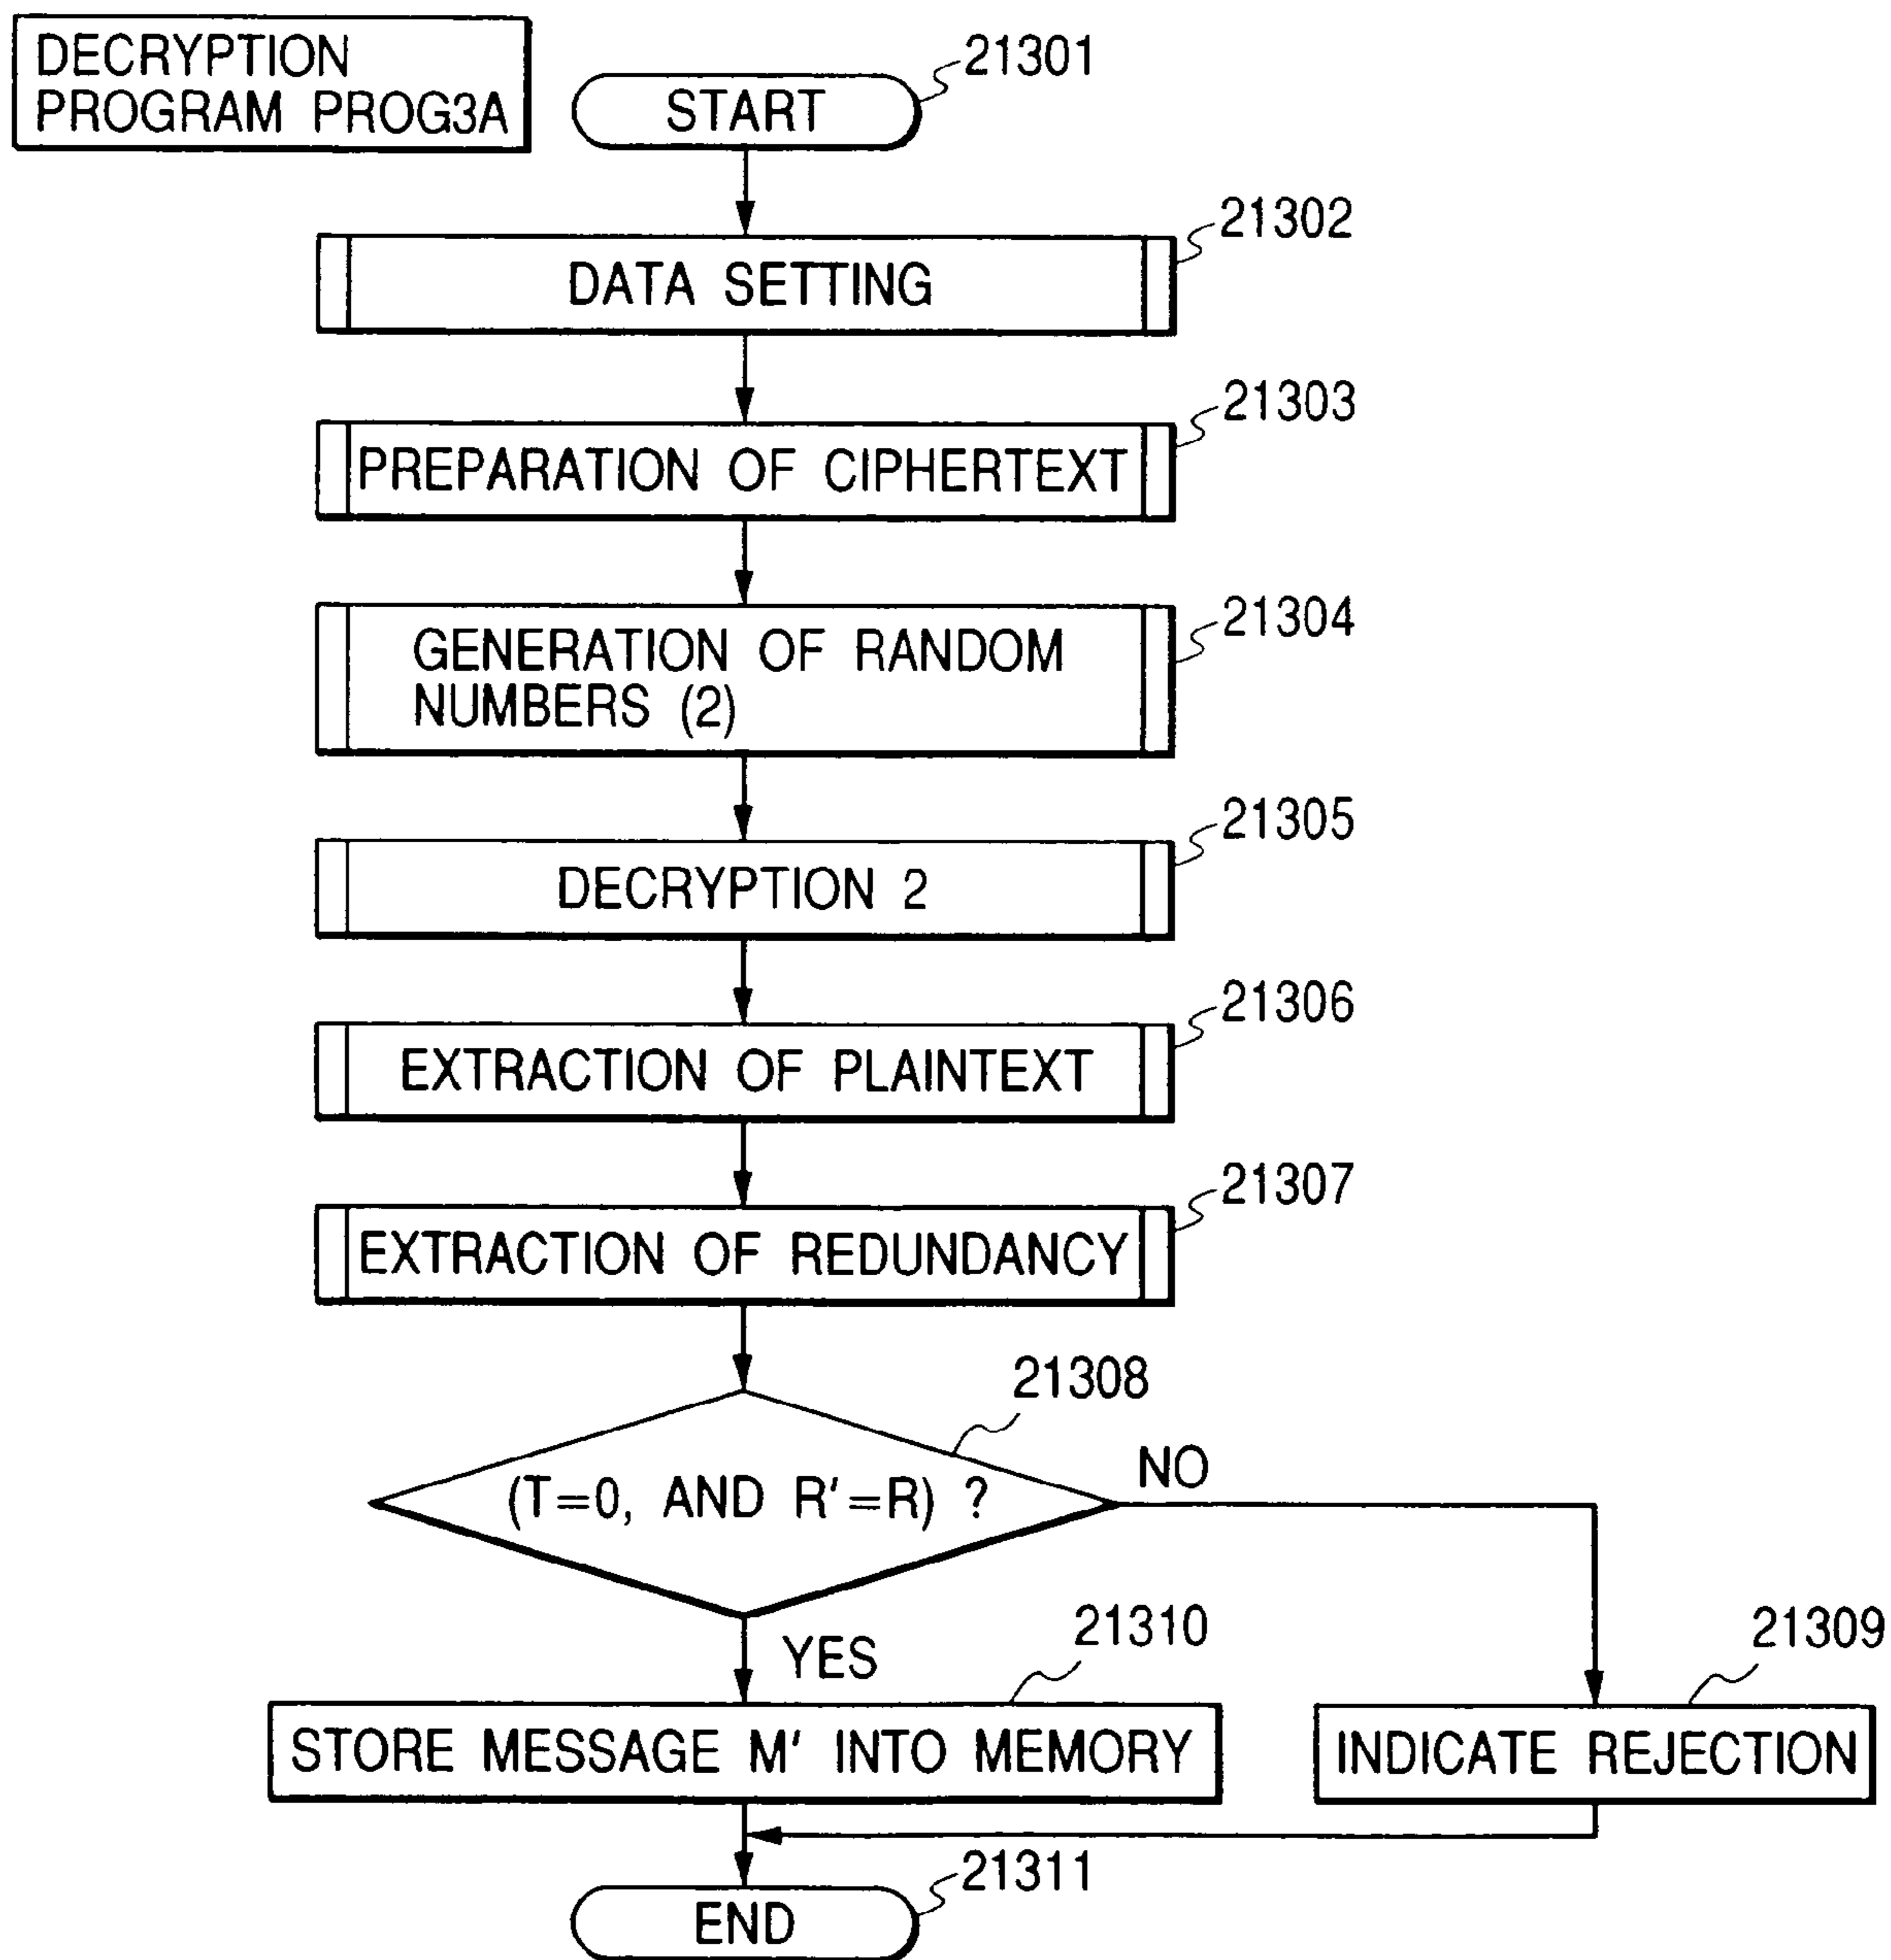 DECRYPTION
PROGRAM PROG3A
START
21301
DATA SETTING
21302
PREPARATION OF CIPHERTEXT
21303
GENERATION OF RANDOM
NUMBERS (2)
21304
DECRYPTION 2
21305
EXTRACTION OF PLAINTEXT
21306
EXTRACTION OF REDUNDANCY
21307
21308
(T=0, AND R'=R) ?
NO
YES
21310
21309
STORE MESSAGE M' INTO MEMORY
INDICATE REJECTION
21311
END